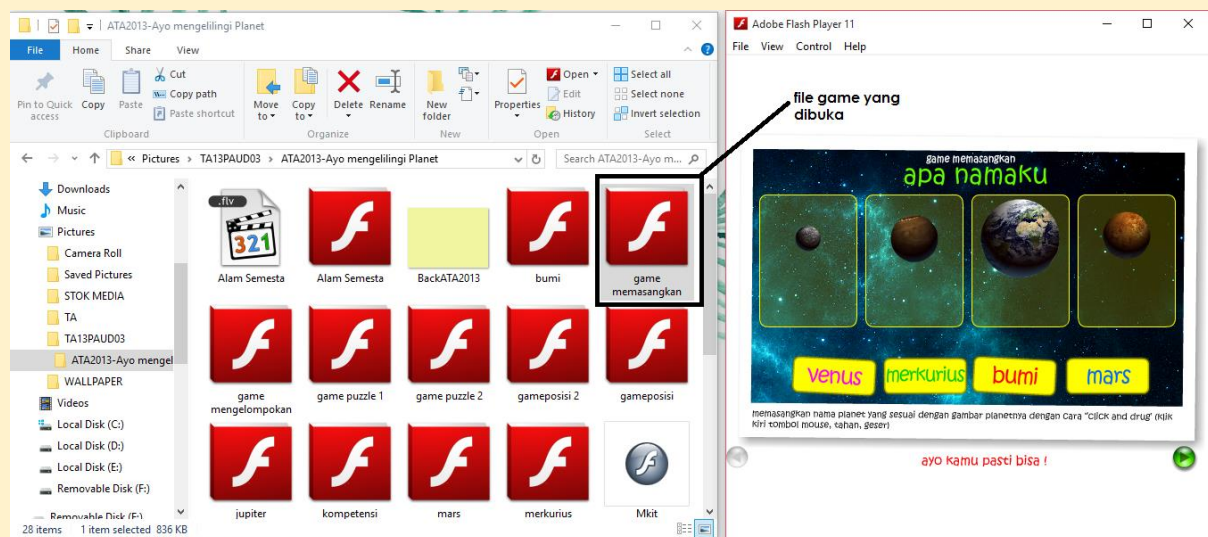 ATA2013-Ayo mengelilingi Planet
File Home Share View
Pin to Quick access
Copy
Paste
Cut
Copy path
Paste shortcut
Clipboard
Move to
Copy to
Delete
Rename
Organize
New folder
New
Properties
Open
Edit
History
Open
Select all
Select none
Invert selection
Select
« Pictures › TA13PAUD03 › ATA2013-Ayo mengelilingi Planet
Search ATA2013-Ayo m...
Downloads
Music
Pictures
Camera Roll
Saved Pictures
STOK MEDIA
TA
TA13PAUD03
ATA2013-Ayo mengel
WALLPAPER
Videos
Local Disk (C:)
Local Disk (D:)
Local Disk (E:)
Removable Disk (F:)
Removable Disk (F:)
.flv
321
Alam Semesta
Alam Semesta
BackATA2013
bumi
game
memasangkan
game
mengelompokan
game puzzle 1
game puzzle 2
gameposisi 2
gameposisi
jupiter
kompetensi
mars
merkurius
Mkit
28 items 1 item selected 836 KB
Adobe Flash Player 11
File View Control Help
file game yang
dibuka
game memasangkan
apa namaku
venus merkurius bumi mars
memasangkan nama planet yang sesuai dengan gambar planetnya dengan cara "click and drug" (klik
kiri tombol mouse, tahan, geser)
ayo kamu pasti bisa !